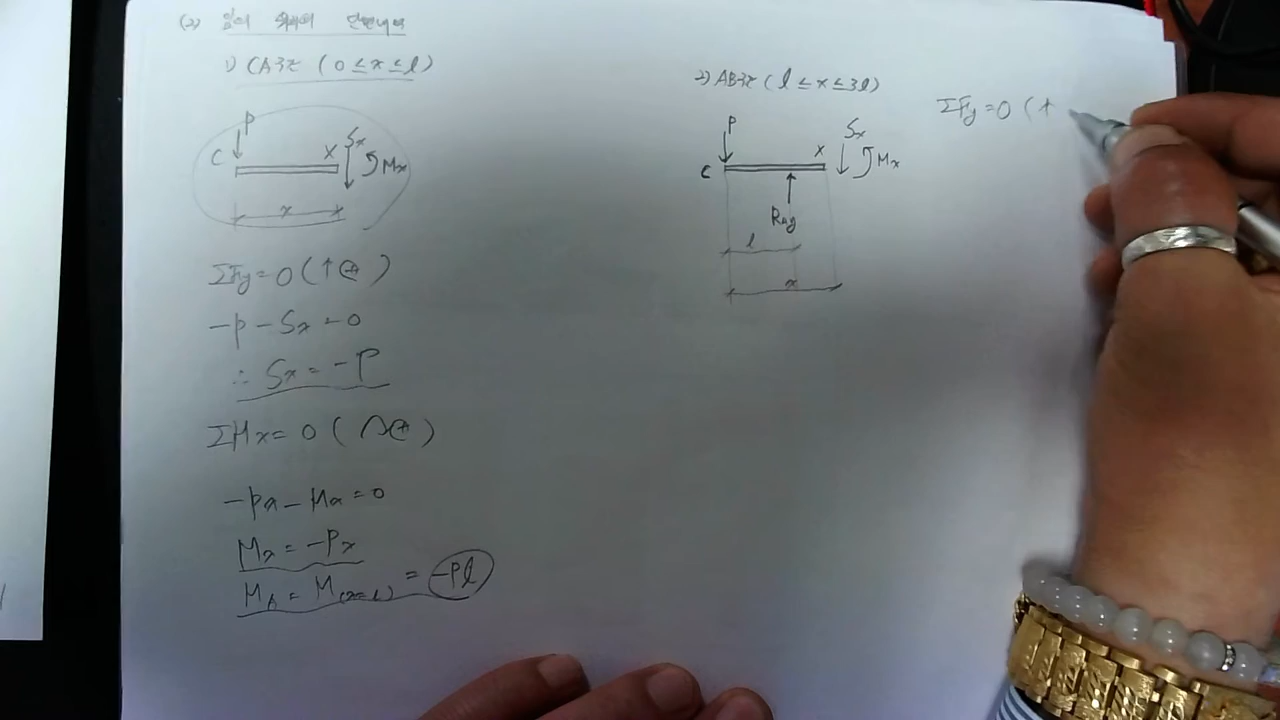 (2) 임의 위치의 단면내력
1) CA구간 (0 ≤ x ≤ l)
P
C
X
Sx
Mx
x
ΣFy = 0 (↑⊕)
-P - Sx = 0
∴ Sx = -P
ΣMx = 0 (↷⊕)
-Px - Mx = 0
Mx = -Px
MA = M(x=l) = -Pl
2) AB구간 (l ≤ x ≤ 3l)
P
C
X
Sx
Mx
RAy
l
x
ΣFy = 0 (